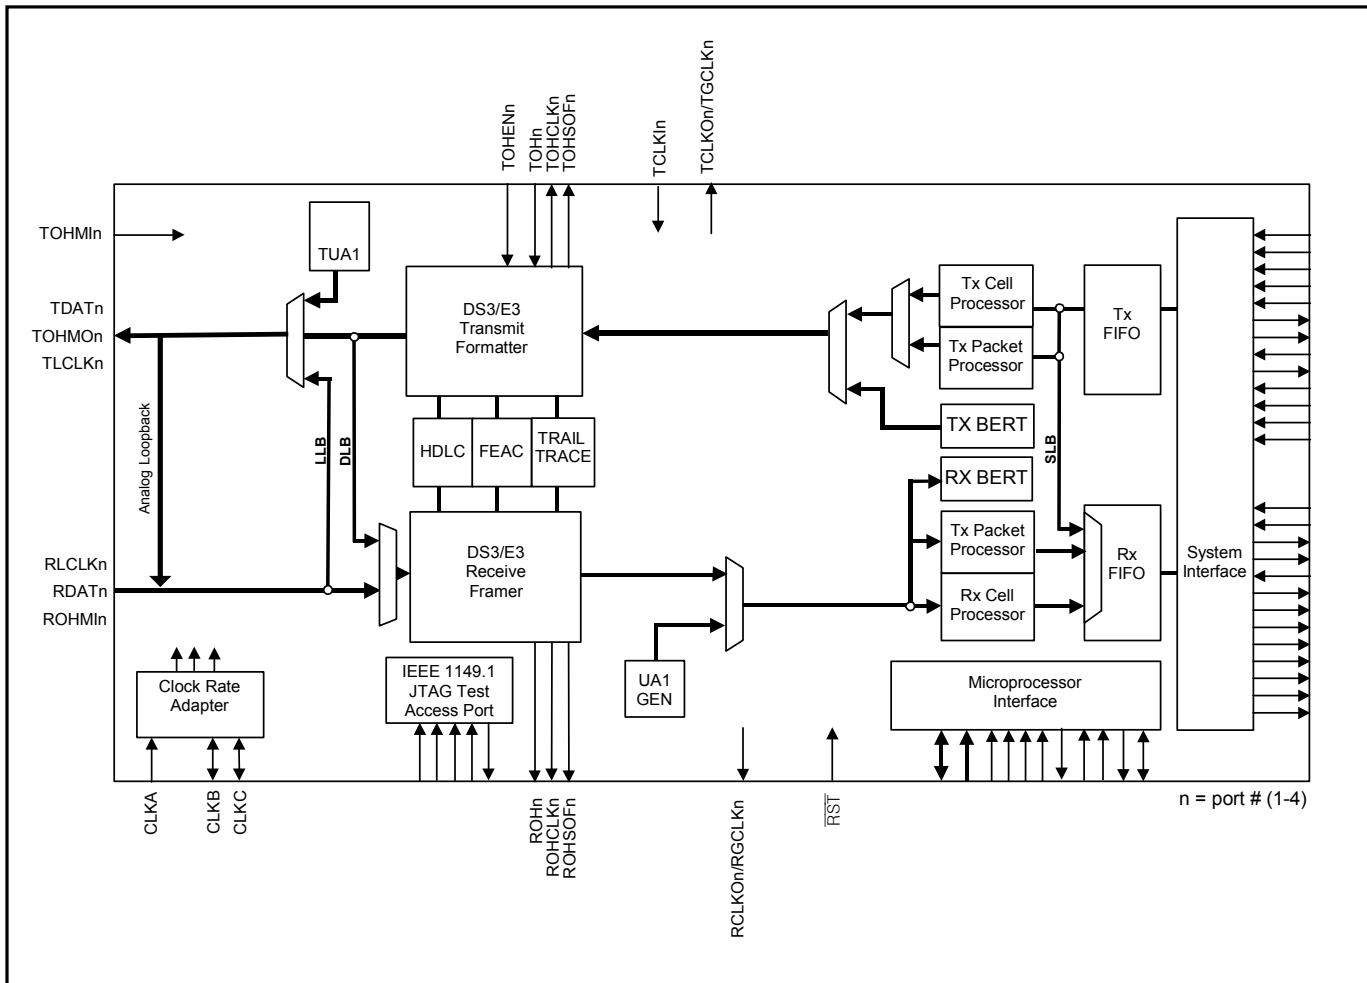 TOHENn
TOHn
TOHCLKn
TOHSOFn
TCLKIn
TCLKOn/TGCLKn
TOHMIn
TUA1
TDATn
TOHMOn
TLCLKn
DS3/E3
Transmit
Formatter
Tx Cell
Processor
Tx Packet
Processor
Tx
FIFO
TX BERT
RX BERT
Analog Loopback
LLB
DLB
SLB
HDLC
FEAC
TRAIL
TRACE
RLCLKn
RDATn
ROHMIn
DS3/E3
Receive
Framer
Tx Packet
Processor
Rx Cell
Processor
Rx
FIFO
System
Interface
Clock Rate
Adapter
IEEE 1149.1
JTAG Test
Access Port
UA1
GEN
Microprocessor
Interface
CLKA
CLKB
CLKC
ROHn
ROHCLKn
ROHSOFn
RCLKOn/RGCLKn
RST
n = port # (1-4)